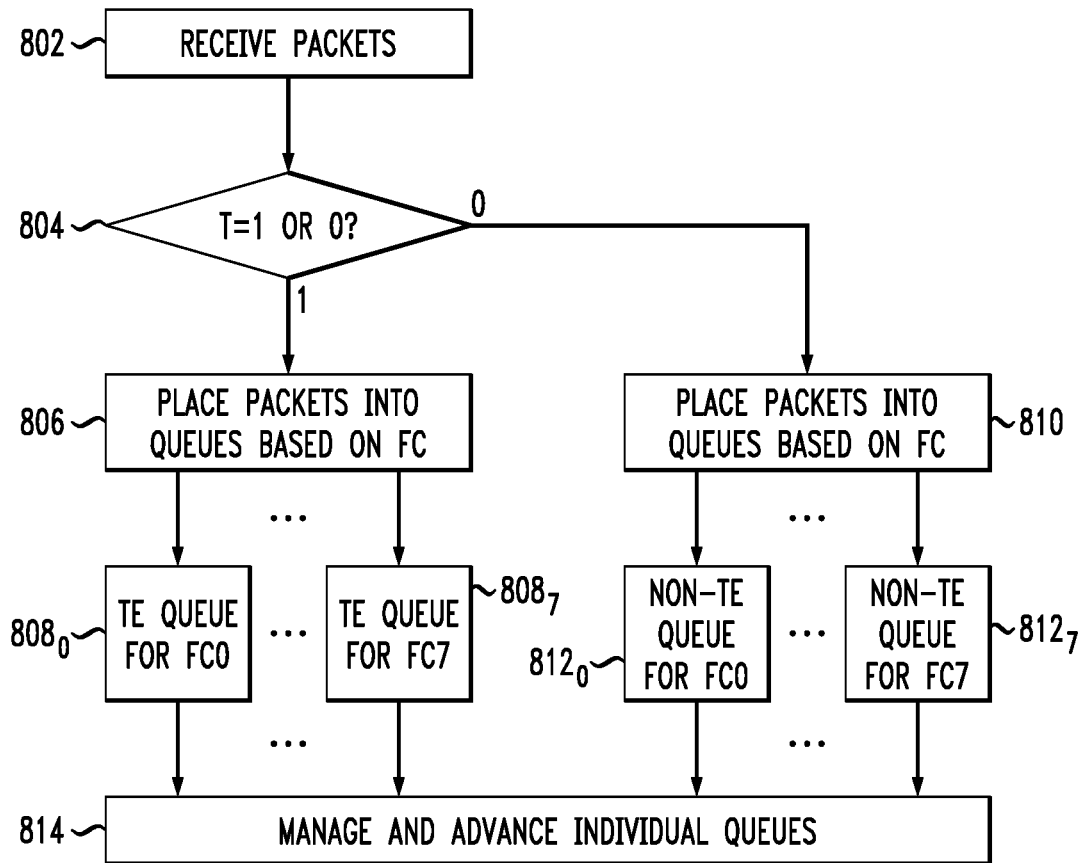 802 RECEIVE PACKETS
804 T=1 OR 0? 0
1
806 PLACE PACKETS INTO
QUEUES BASED ON FC
PLACE PACKETS INTO
QUEUES BASED ON FC 810
... ...
808₀ TE QUEUE
FOR FC0
...
TE QUEUE
FOR FC7 808₇
812₀ NON-TE
QUEUE
FOR FC0
...
NON-TE
QUEUE
FOR FC7 812₇
... ...
814 MANAGE AND ADVANCE INDIVIDUAL QUEUES